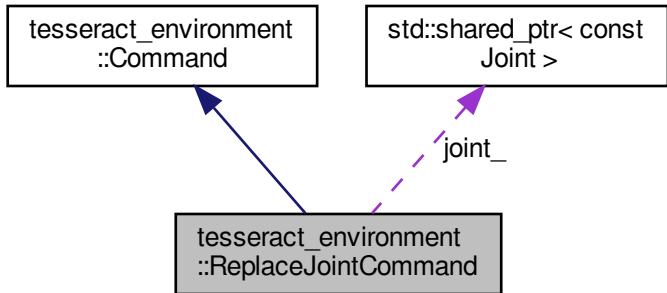 tesseract_environment
::Command
std::shared_ptr< const
Joint >
joint_
tesseract_environment
::ReplaceJointCommand